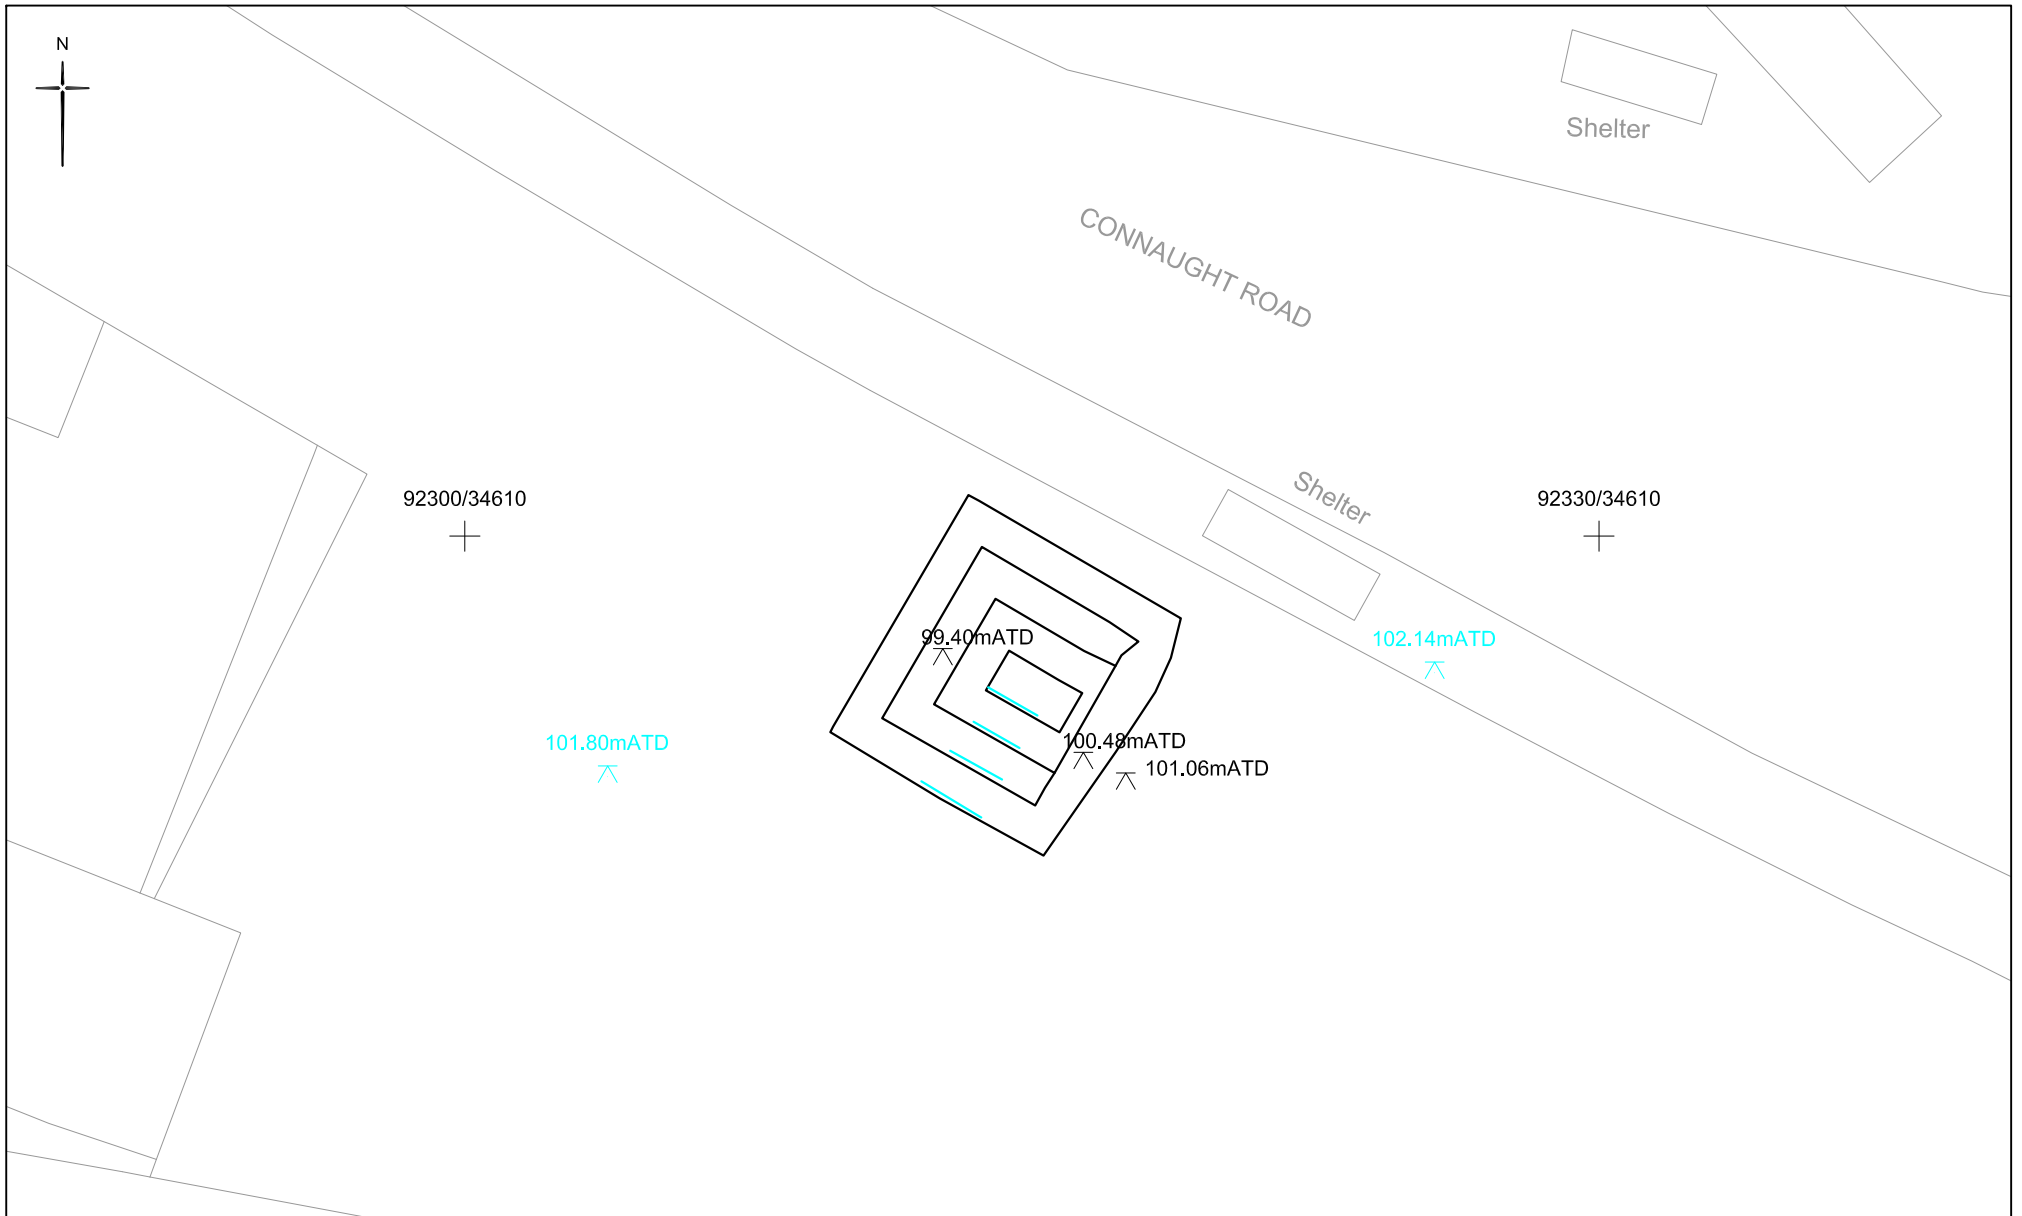 N
Shelter
CONNAUGHT ROAD
Shelter
92300/34610
92330/34610
99.40mATD
102.14mATD
101.80mATD
100.48mATD
101.06mATD